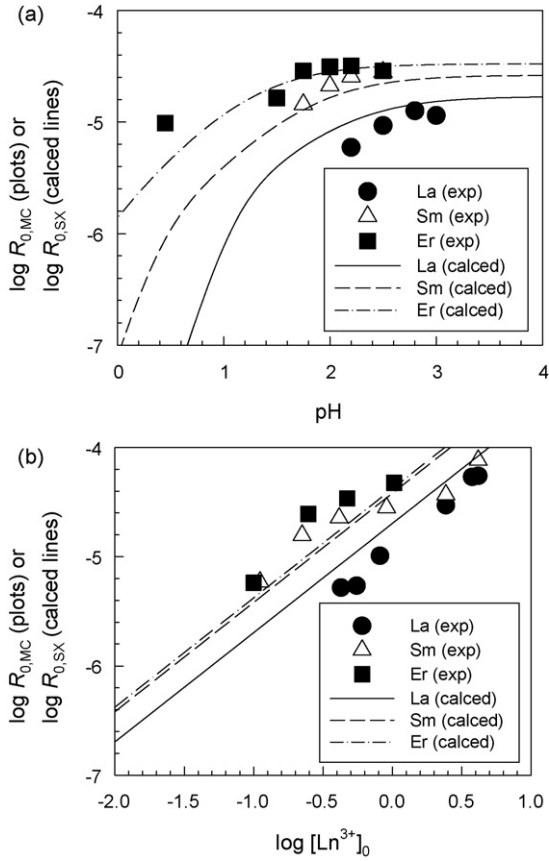 (a)
-4
-5
-6
-7
log R0,MC (plots) or
log R0,SX (calced lines)
La (exp)
Sm (exp)
Er (exp)
La (calced)
Sm (calced)
Er (calced)
0 1 2 3 4
pH
(b)
-4
-5
-6
-7
log R0,MC (plots) or
log R0,SX (calced lines)
La (exp)
Sm (exp)
Er (exp)
La (calced)
Sm (calced)
Er (calced)
-2.0 -1.5 -1.0 -0.5 0.0 0.5 1.0
log [Ln3+]0